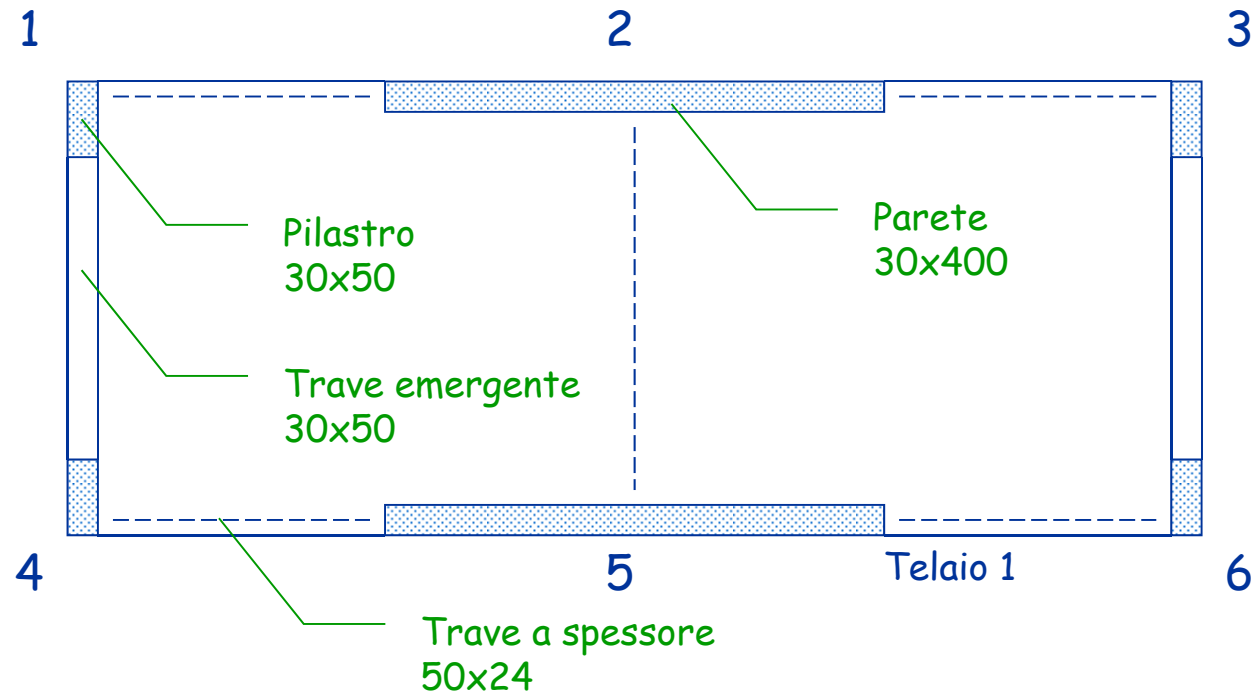 1 2 3
Pilastro
30x50
Parete
30x400
Trave emergente
30x50
4 5 Telaio 1 6
Trave a spessore
50x24